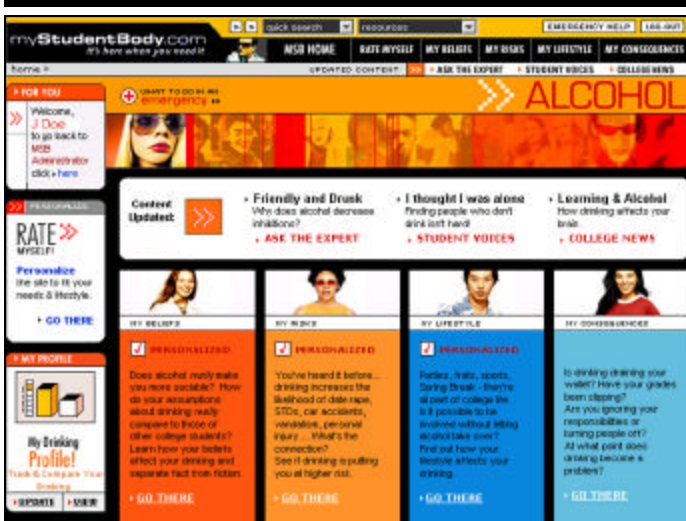 myStudentBody.com
It's here when you need it
quick search
resources
EMERGENCY HELP
LOG-OUT
MSB HOME
RATE MYSELF
MY BELIEFS
MY RISKS
MY LIFESTYLE
MY CONSEQUENCES
home >
UPDATED CONTENT
ASK THE EXPERT
STUDENT VOICES
COLLEGE NEWS
FOR YOU
Welcome,
J Doe
to go back to
MSB
Administrator
click > here
WHAT TO DO IN AN
emergency
ALCOHOL
Content
Updated:
Friendly and Drunk
Why does alcohol decrease
inhibitions?
ASK THE EXPERT
I thought I was alone
Finding people who don't
drink isn't hard!
STUDENT VOICES
Learning & Alcohol
How drinking affects your
brain.
COLLEGE NEWS
PERSONALIZE
RATE
MYSELF!
Personalize
the site to fit your
needs & lifestyle.
GO THERE
MY PROFILE
My Drinking
Profile!
Track & Compare Your
Drinking
UPDATE
VIEW
MY BELIEFS
PERSONALIZED
Does alcohol really make
you more sociable? How
do your assumptions
about drinking really
compare to those of
other college students?
Learn how your beliefs
affect your drinking and
separate fact from fiction.
GO THERE
MY RISKS
PERSONALIZED
You've heard it before...
drinking increases the
likelihood of date rape,
STDs, car accidents,
vandalism, personal
injury ... What's the
connection?
See if drinking is putting
you at higher risk.
GO THERE
MY LIFESTYLE
PERSONALIZED
Parties, frats, sports,
Spring Break - they're
all part of college life
Is it possible to be
involved without letting
alcohol take over?
Find out how your
lifestyle affects your
drinking.
GO THERE
MY CONSEQUENCES
Is drinking draining your
wallet? Have your grades
been slipping?
Are you ignoring your
responsibilities or
turning people off?
At what point does
drinking become a
problem?
GO THERE